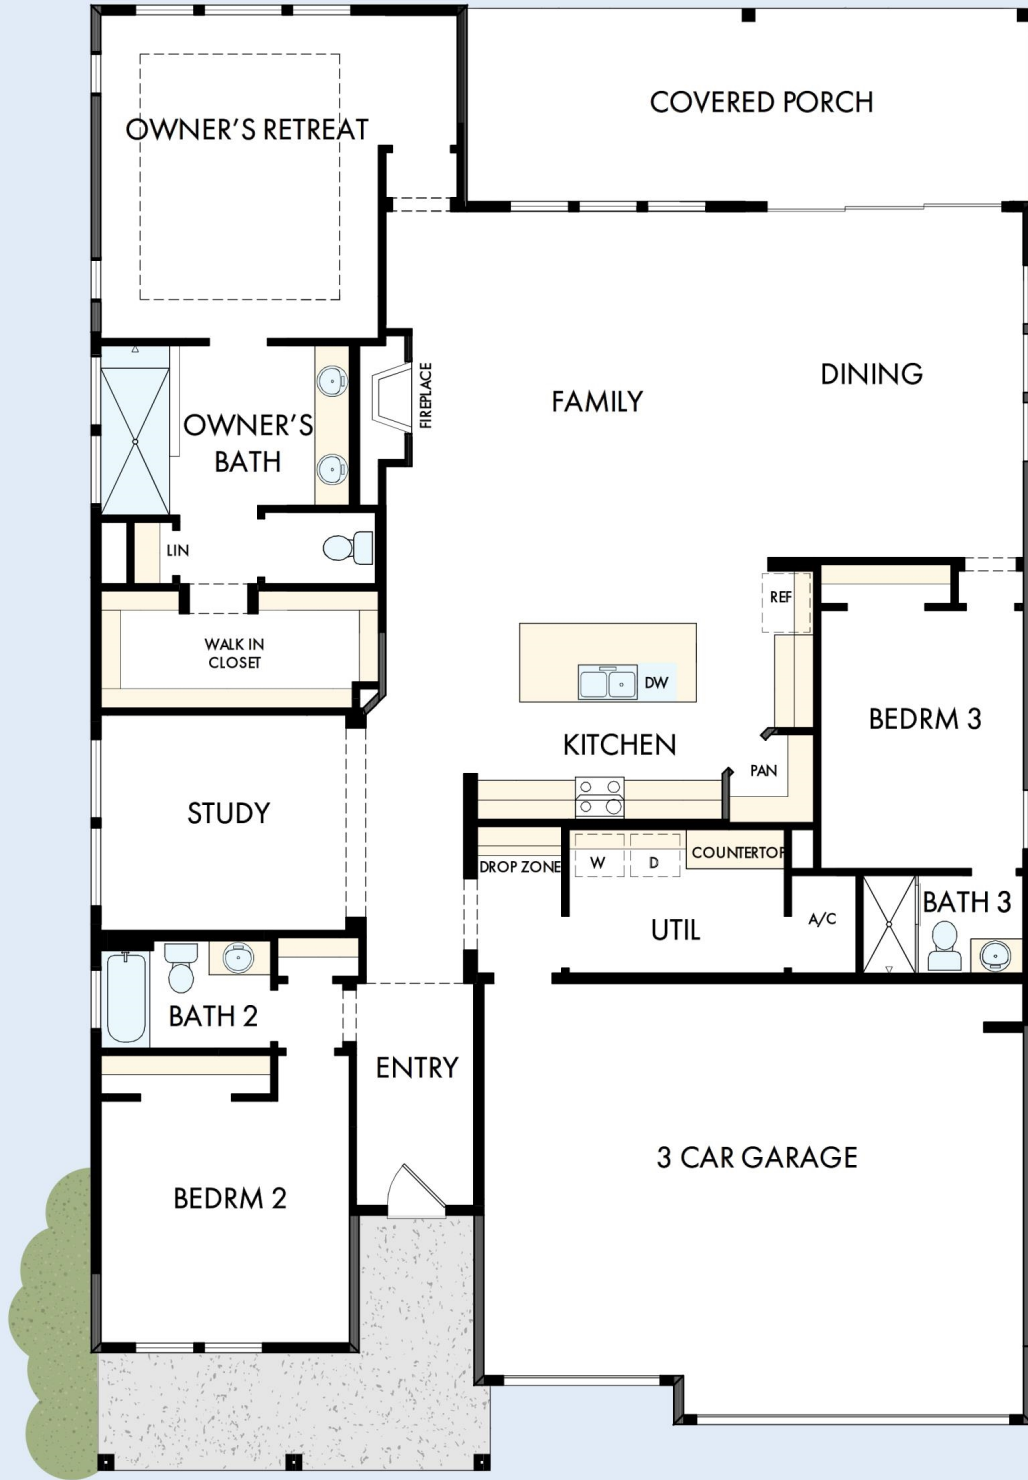 COVERED PORCH
OWNER'S RETREAT
FIREPLACE
DINING
FAMILY
OWNER'S
BATH
LIN
REF
WALK IN
CLOSET
DW
BEDRM 3
KITCHEN
PAN
STUDY
COUNTERTOP
W
D
DROP ZONE
BATH 3
A/C
UTIL
BATH 2
ENTRY
3 CAR GARAGE
BEDRM 2